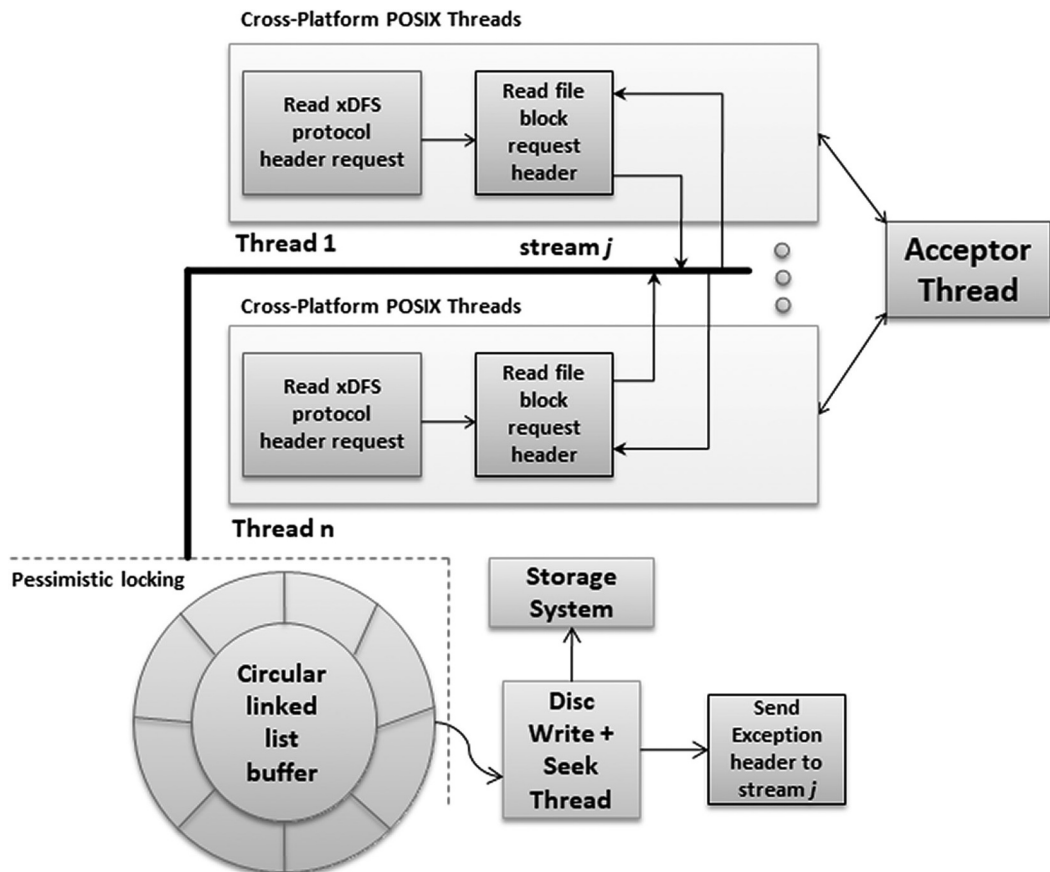 Cross-Platform POSIX Threads
Read xDFS
protocol
header request
Read file
block
request
header
Thread 1
stream j
Acceptor
Thread
Cross-Platform POSIX Threads
Read xDFS
protocol
header request
Read file
block
request
header
Thread n
Pessimistic locking
Circular
linked
list
buffer
Storage
System
Disc
Write +
Seek
Thread
Send
Exception
header to
stream j